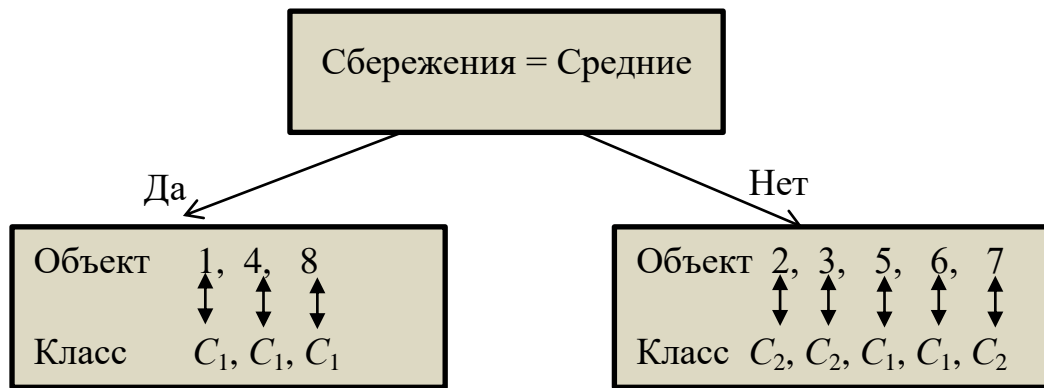 Сбережения = Средние
Да
Нет
Объект 1, 4, 8
Класс C₁, C₁, C₁
Объект 2, 3, 5, 6, 7
Класс C₂, C₂, C₁, C₁, C₂